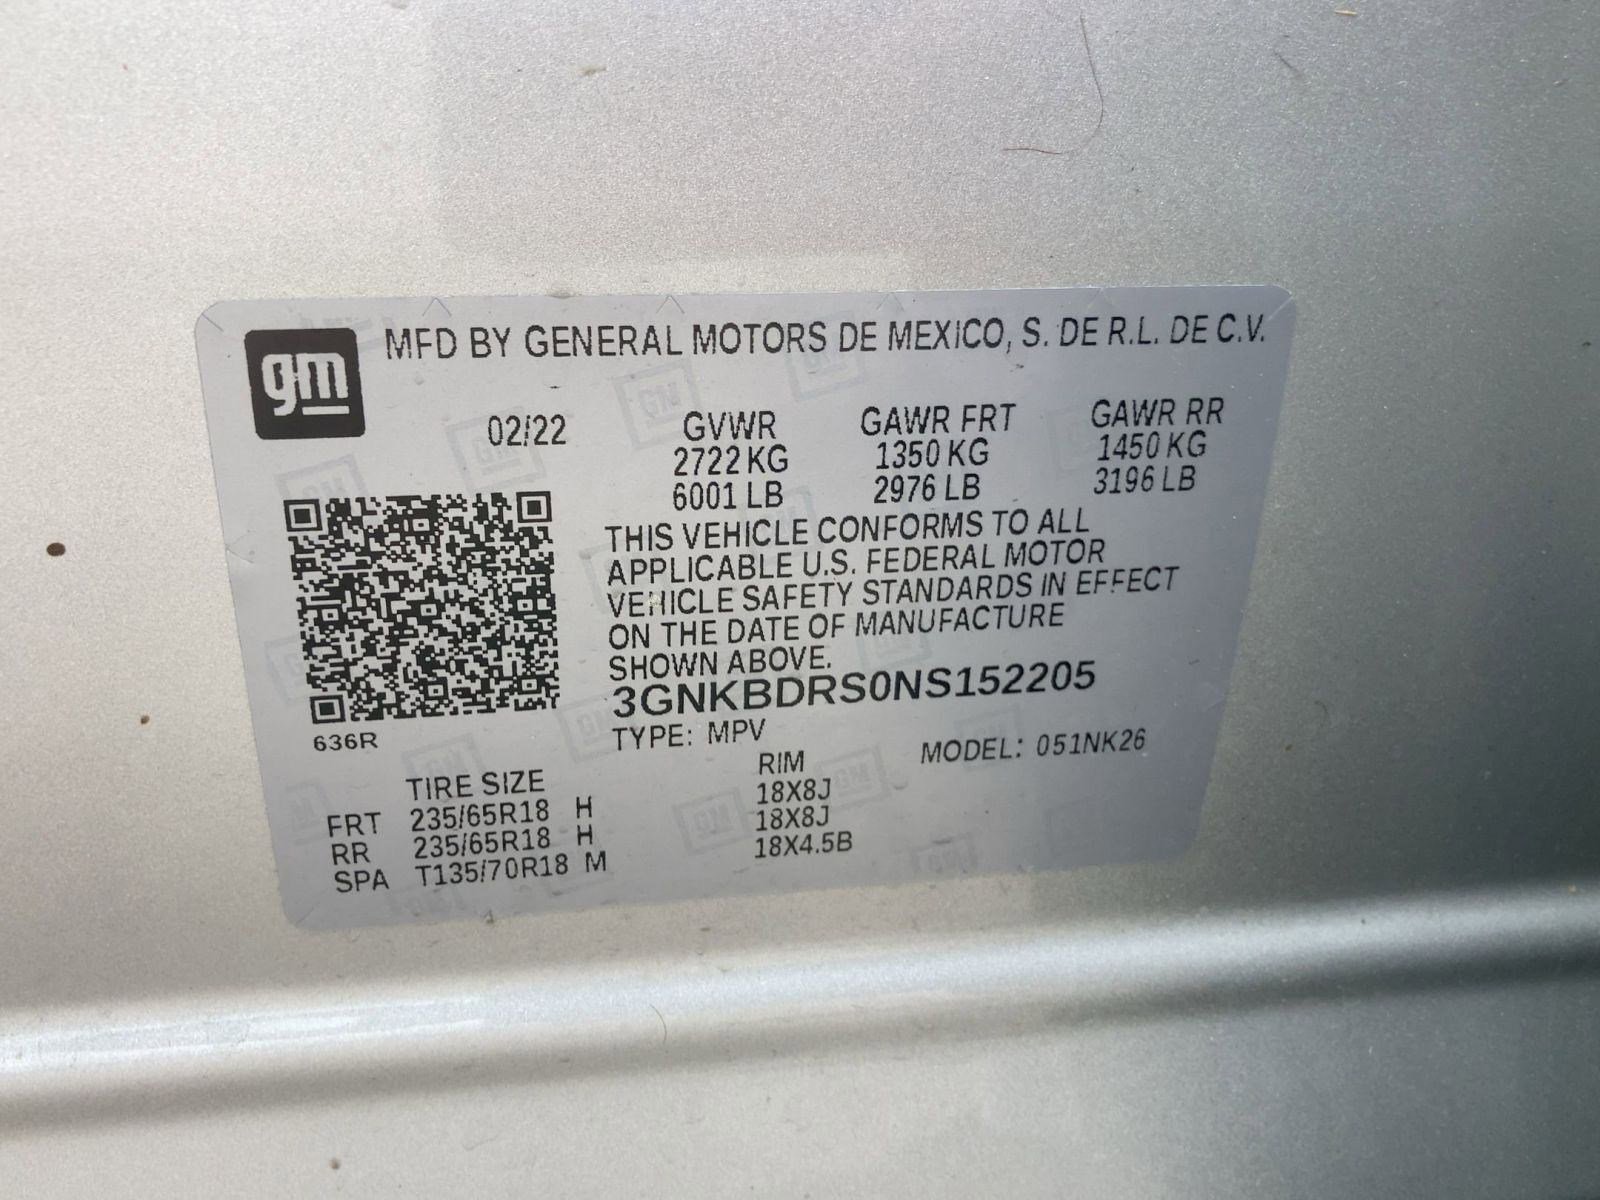 gm
MFD BY GENERAL MOTORS DE MEXICO, S. DE R.L. DE C.V.
02/22 GVWR GAWR FRT GAWR RR
2722 KG 1350 KG 1450 KG
6001 LB 2976 LB 3196 LB
THIS VEHICLE CONFORMS TO ALL
APPLICABLE U.S. FEDERAL MOTOR
VEHICLE SAFETY STANDARDS IN EFFECT
ON THE DATE OF MANUFACTURE
SHOWN ABOVE.
3GNKBDRS0NS152205
636R
TYPE: MPV MODEL: 051NK26
TIRE SIZE RIM
FRT 235/65R18 H 18X8J
RR 235/65R18 H 18X8J
SPA T135/70R18 M 18X4.5B